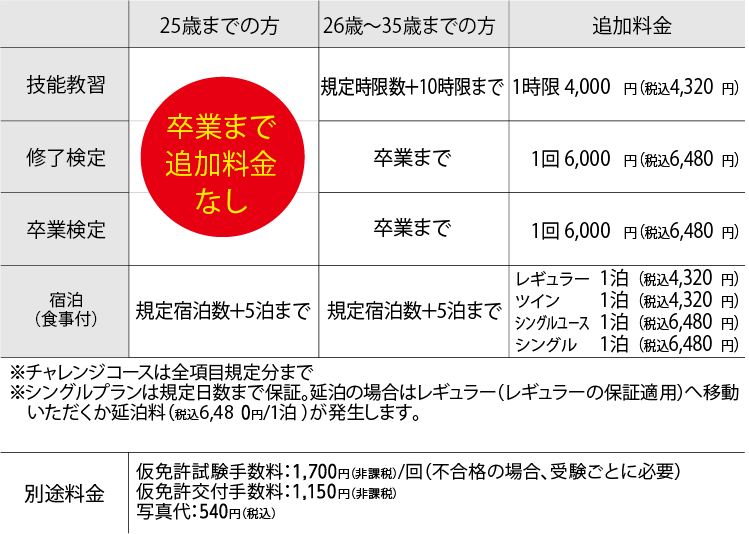 25歳までの方 26歳～35歳までの方 追加料金
技能教習 規定時限数+10時限まで 1時限 4,000 円（税込4,320 円）
卒業まで
追加料金
なし
修了検定 卒業まで 1回 6,000 円（税込6,480 円）
卒業検定 卒業まで 1回 6,000 円（税込6,480 円）
宿泊
（食事付）
規定宿泊数+5泊まで 規定宿泊数+5泊まで
レギュラー 1泊（税込4,320 円）
ツイン 1泊（税込4,320 円）
シングルユース 1泊（税込6,480 円）
シングル 1泊（税込6,480 円）
※チャレンジコースは全項目規定分まで
※シングルプランは規定日数まで保証。延泊の場合はレギュラー（レギュラーの保証適用）へ移動
いただくか延泊料（税込6,48 0円/1泊 ）が発生します。
別途料金
仮免許試験手数料：1,700円（非課税）/回（不合格の場合、受験ごとに必要）
仮免許交付手数料：1,150円（非課税）
写真代：540円（税込）